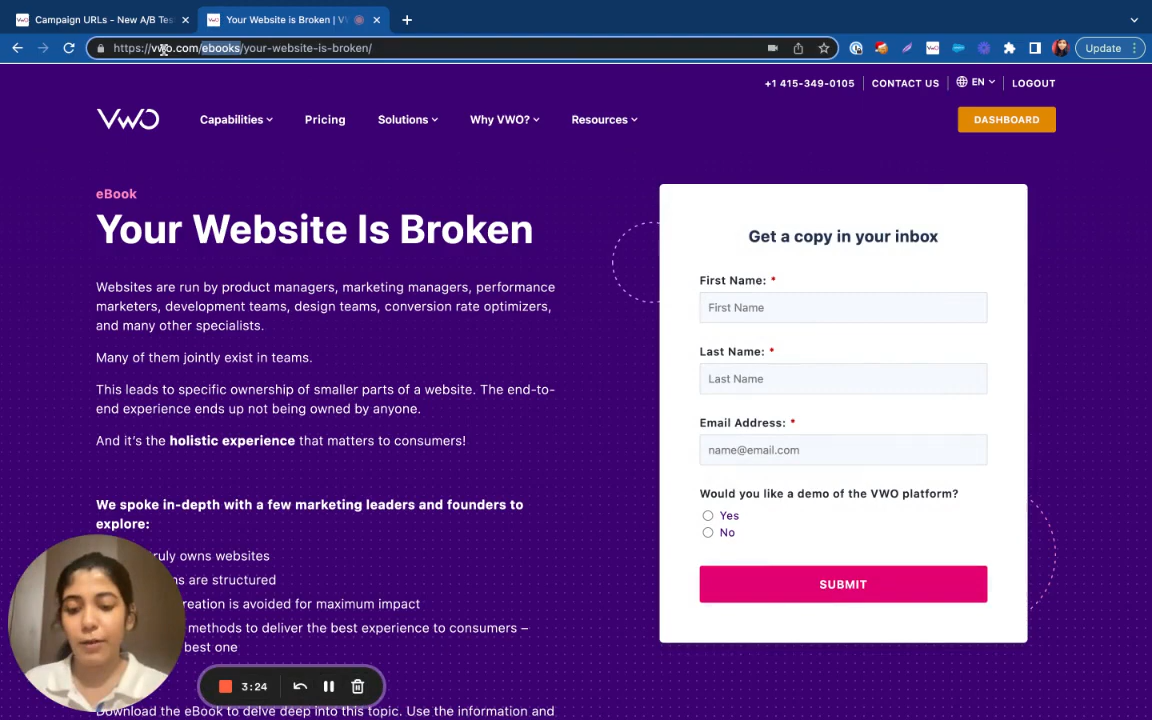 Campaign URLs - New A/B Tes
Your Website is Broken | V
https://vwo.com/ebooks/your-website-is-broken/
Update
+1 415-349-0105
CONTACT US
EN
LOGOUT
VWO
Capabilities
Pricing
Solutions
Why VWO?
Resources
DASHBOARD
eBook
Your Website Is Broken
Websites are run by product managers, marketing managers, performance
marketers, development teams, design teams, conversion rate optimizers,
and many other specialists.
Many of them jointly exist in teams.
This leads to specific ownership of smaller parts of a website. The end-to-
end experience ends up not being owned by anyone.
And it's the holistic experience that matters to consumers!
We spoke in-depth with a few marketing leaders and founders to
explore:
ruly owns websites
ms are structured
reation is avoided for maximum impact
methods to deliver the best experience to consumers –
best one
Download the eBook to delve deep into this topic. Use the information and
Get a copy in your inbox
First Name: *
First Name
Last Name: *
Last Name
Email Address: *
name@email.com
Would you like a demo of the VWO platform?
Yes
No
SUBMIT
3:24